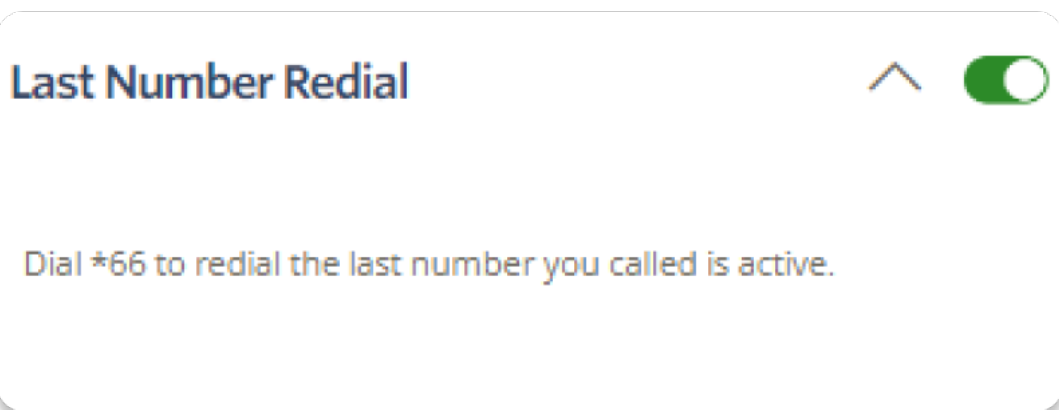 Last Number Redial
Dial *66 to redial the last number you called is active.